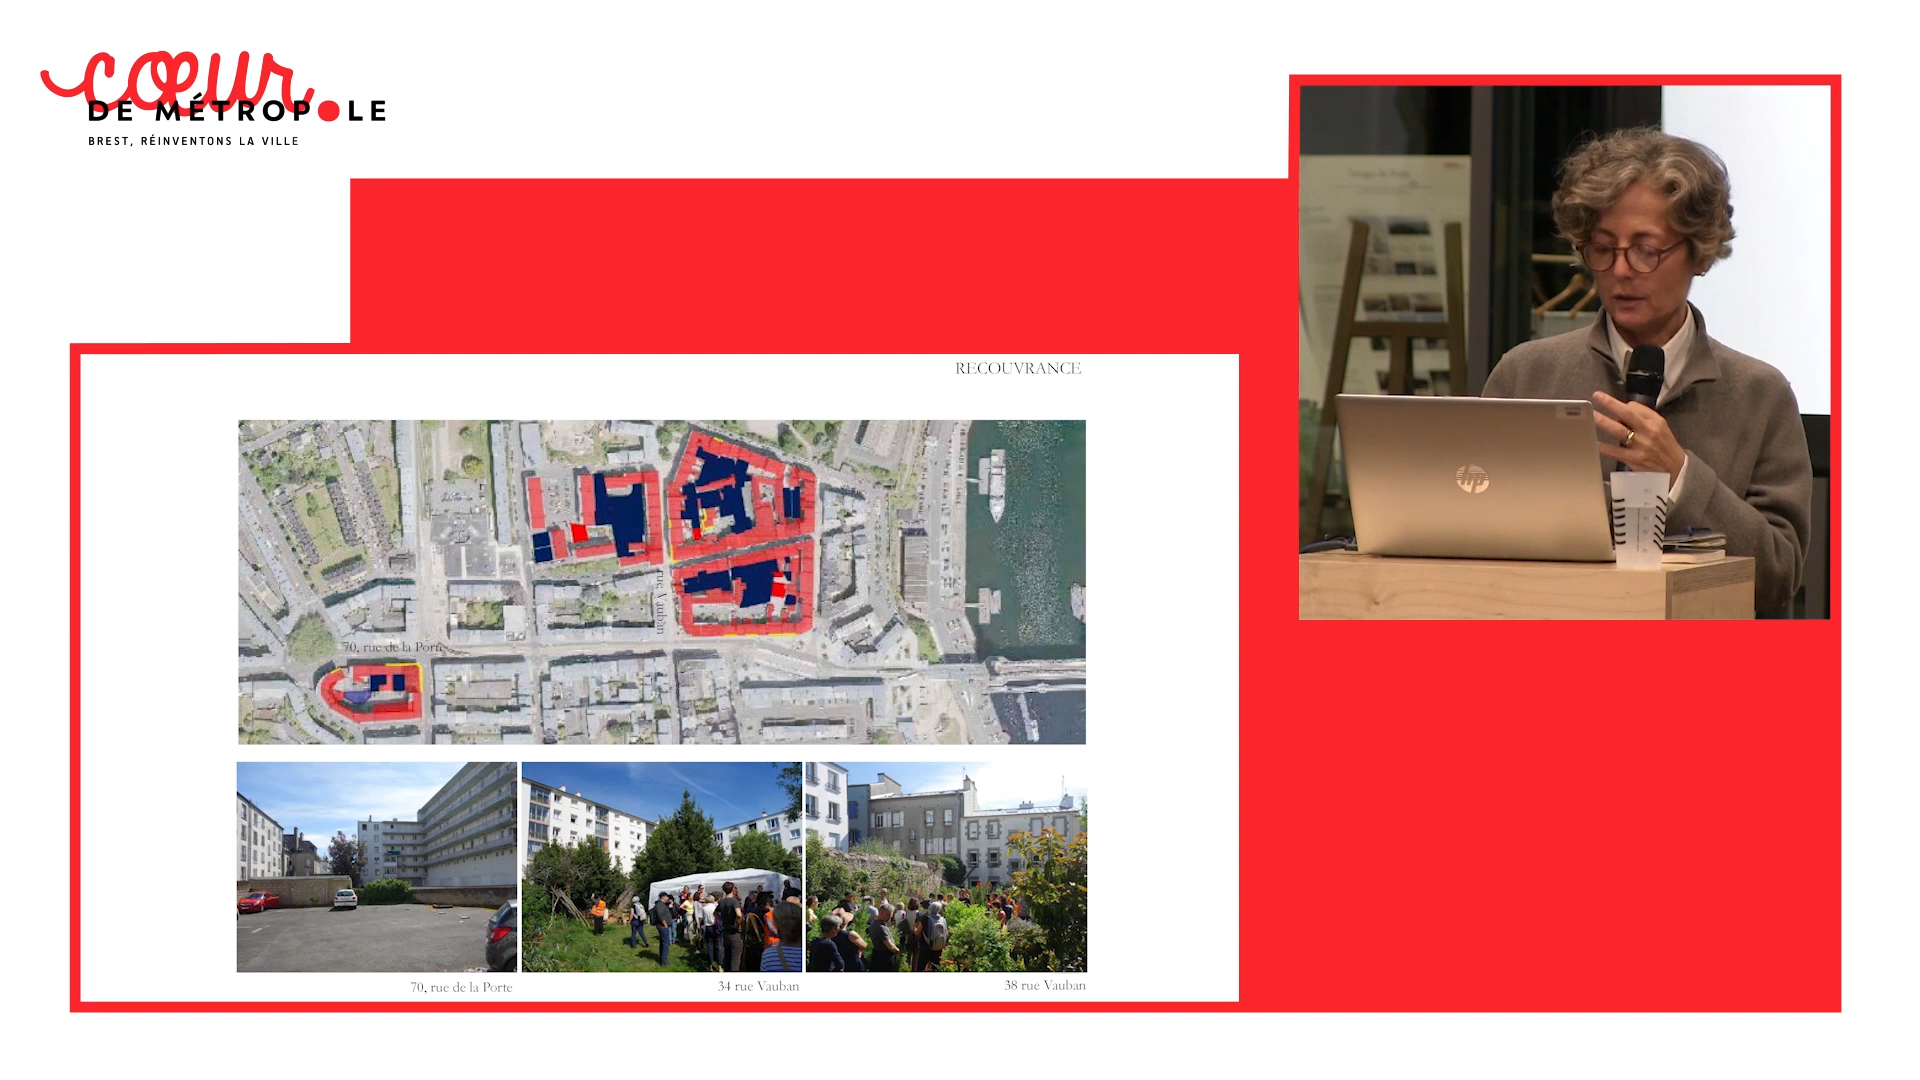 cœur
DE MÉTROPOLE
BREST, RÉINVENTONS LA VILLE
RECOUVRANCE
rue Vauban
70, rue de la Porte
70, rue de la Porte
34 rue Vauban
38 rue Vauban
hp